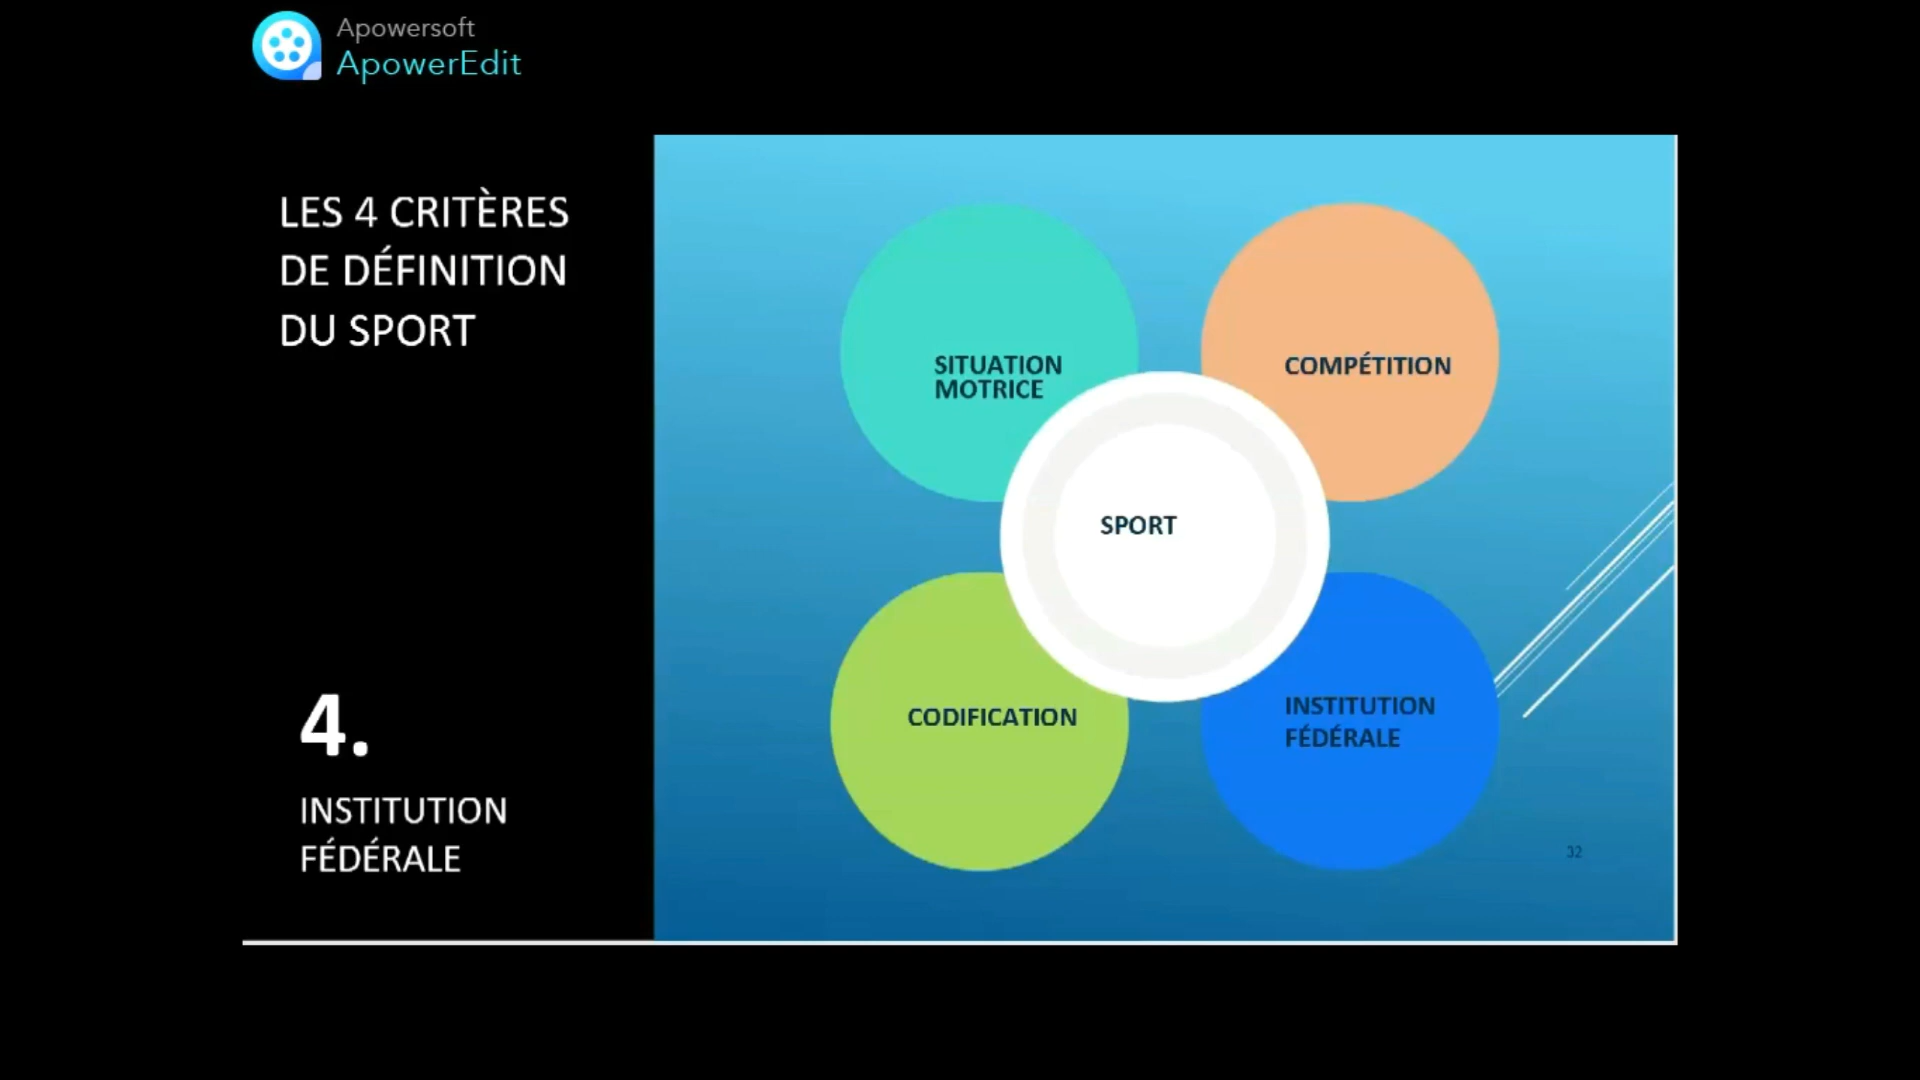 Apowersoft
ApowerEdit
LES 4 CRITÈRES
DE DÉFINITION
DU SPORT
4.
INSTITUTION
FÉDÉRALE
SITUATION
MOTRICE
COMPÉTITION
SPORT
CODIFICATION
INSTITUTION
FÉDÉRALE
32